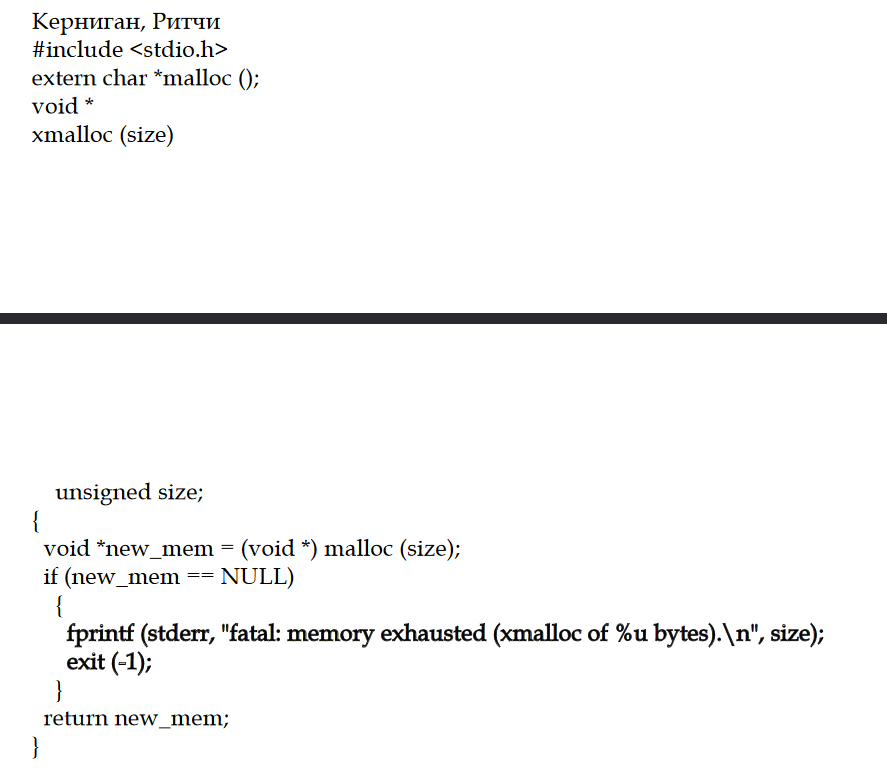 Керниган, Ритчи
#include <stdio.h>
extern char *malloc ();
void *
xmalloc (size)
unsigned size;
{
void *new_mem = (void *) malloc (size);
if (new_mem == NULL)
{
fprintf (stderr, "fatal: memory exhausted (xmalloc of %u bytes).\n", size);
exit (-1);
}
return new_mem;
}